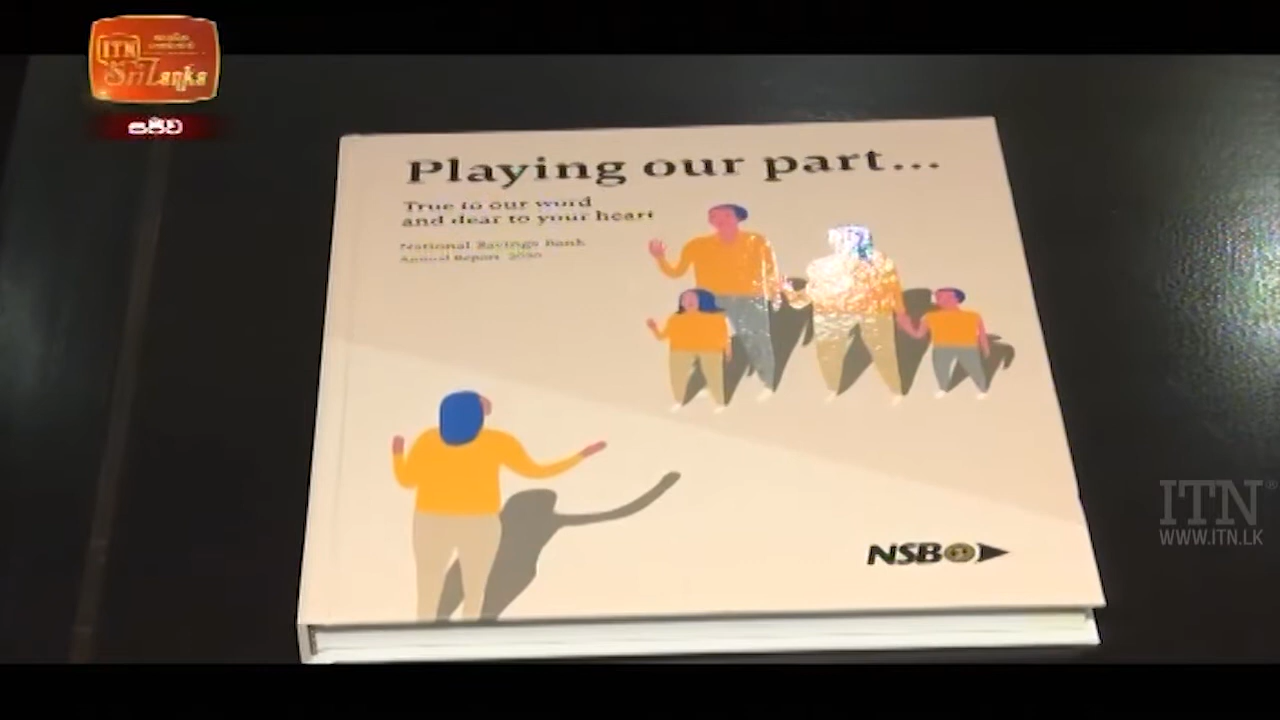 ITN
Sri Lanka
සජීව
Playing our part...
True to our word
and dear to your heart
National Savings Bank
Annual Report 2020
NSB
ITN®
WWW.ITN.LK